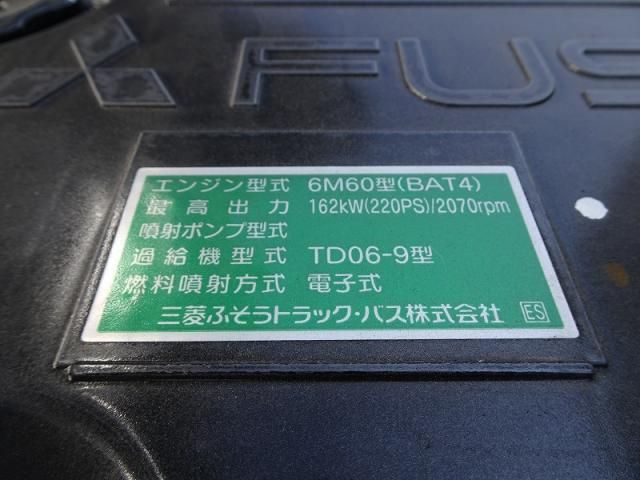 FUS
エンジン型式 6M60型(BAT4)
最高出力 162kW(220PS)/2070rpm
噴射ポンプ型式
過給機型式 TD06-9型
燃料噴射方式 電子式
三菱ふそうトラック・バス株式会社 ES